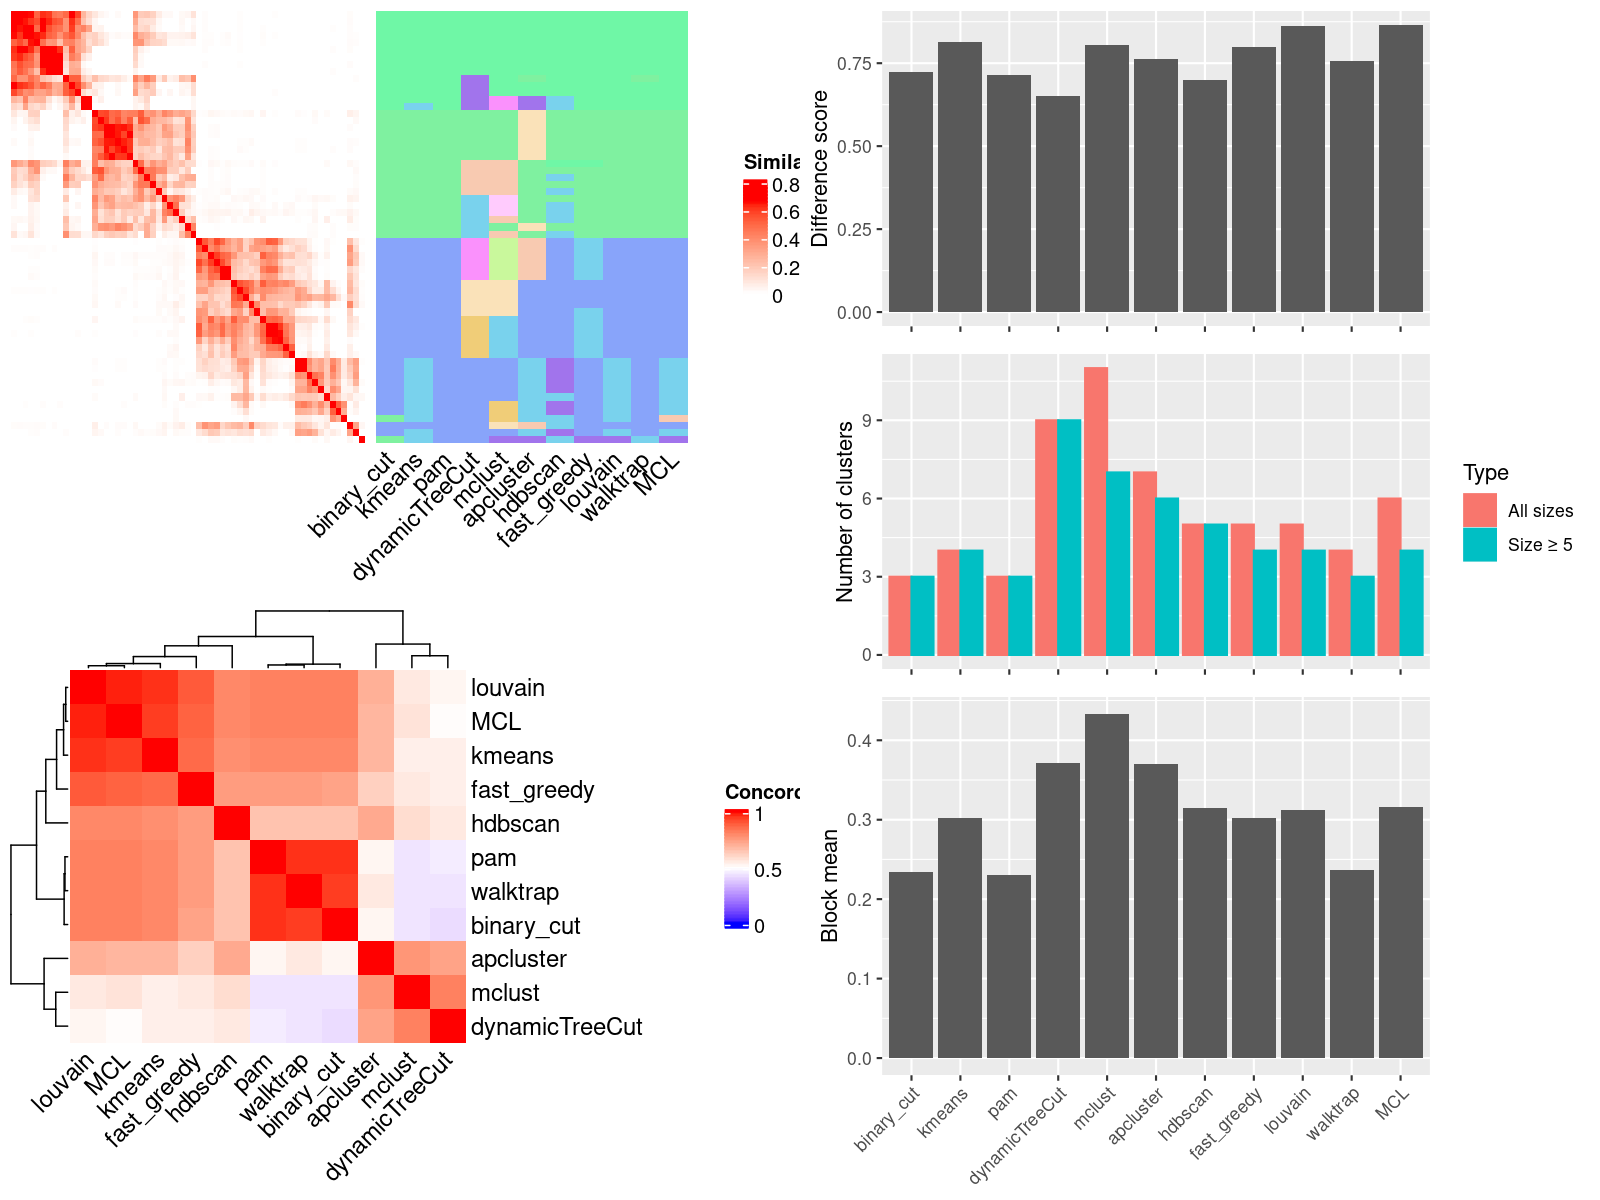 Simila
0.8
0.6
0.4
0.2
0
binary_cut
kmeans
pam
dynamicTreeCut
mclust
apcluster
hdbscan
fast_greedy
louvain
walktrap
MCL
Difference score
0.75
0.50
0.25
0.00
Number of clusters
9
6
3
0
Type
All sizes
Size ≥ 5
louvain
MCL
kmeans
fast_greedy
hdbscan
pam
walktrap
binary_cut
apcluster
mclust
dynamicTreeCut
louvain
MCL
kmeans
fast_greedy
hdbscan
pam
walktrap
binary_cut
apcluster
mclust
dynamicTreeCut
Concord
1
0.5
0
Block mean
0.4
0.3
0.2
0.1
0.0
binary_cut
kmeans
pam
dynamicTreeCut
mclust
apcluster
hdbscan
fast_greedy
louvain
walktrap
MCL